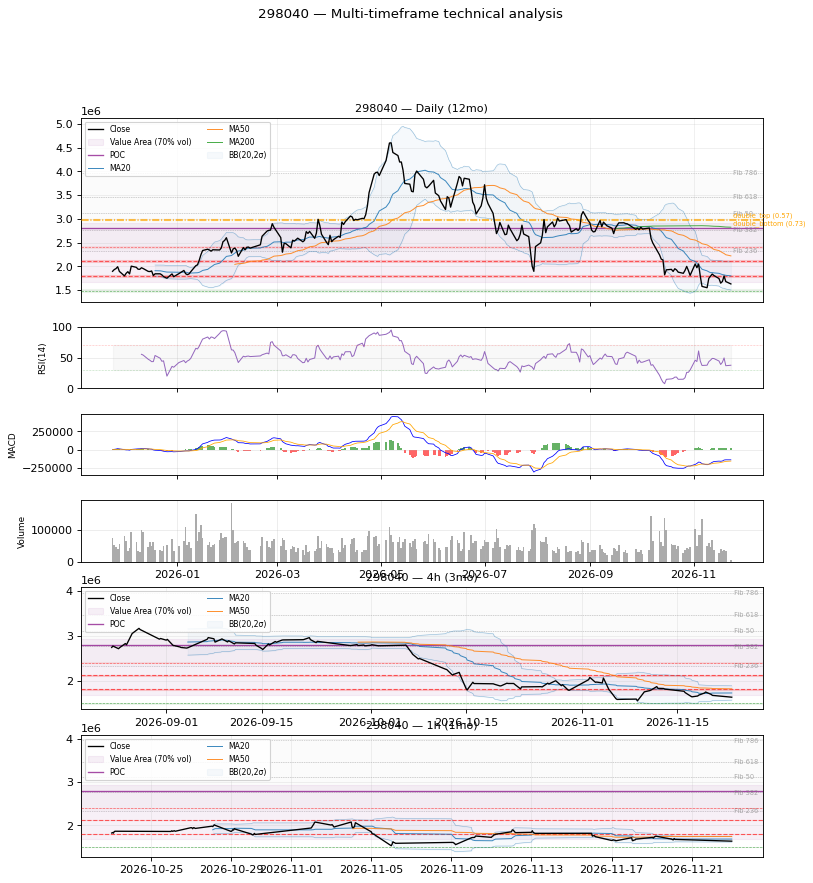 298040 — Multi-timeframe technical analysis
298040 — Daily (12mo)
1e6
Close
Value Area (70% vol)
POC
MA20
MA50
MA200
BB(20,2σ)
5.0
4.5
4.0
3.5
3.0
2.5
2.0
1.5
Fib 786
Fib 618
Fib 50
double_top (0.57)
double_bottom (0.73)
Fib 382
Fib 236
RSI(14)
100
50
0
MACD
250000
0
−250000
Volume
100000
0
2026-01
2026-03
2026-05
2026-07
2026-09
2026-11
298040 — 4h (3mo)
1e6
Close
Value Area (70% vol)
POC
MA20
MA50
BB(20,2σ)
4
3
2
Fib 786
Fib 618
Fib 50
Fib 382
Fib 236
2026-09-01
2026-09-15
2026-10-01
2026-10-15
2026-11-01
2026-11-15
298040 — 1h (1mo)
1e6
Close
Value Area (70% vol)
POC
MA20
MA50
BB(20,2σ)
4
3
2
Fib 786
Fib 618
Fib 50
Fib 382
Fib 236
2026-10-25
2026-10-29
2026-11-01
2026-11-05
2026-11-09
2026-11-13
2026-11-17
2026-11-21